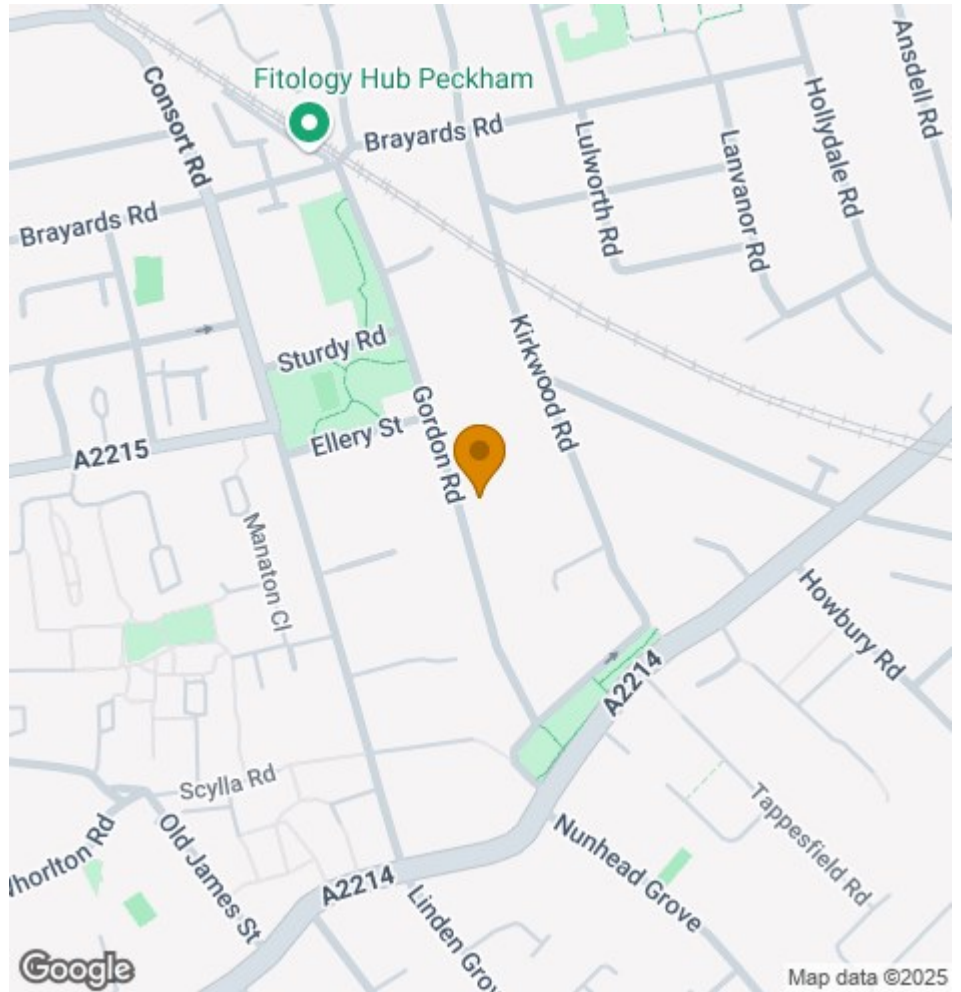 Fitology Hub Peckham
Consort Rd
Brayards Rd
Brayards Rd
Lulworth Rd
Lanvanor Rd
Hollydale Rd
Ansdell Rd
Sturdy Rd
Kirkwood Rd
Gordon Rd
Ellery St
A2215
Manaton Cl
Howbury Rd
A2214
Scylla Rd
Tappesfield Rd
Whorlton Rd
Old James St
A2214
Nunhead Grove
Linden Grov
Google
Map data ©2025